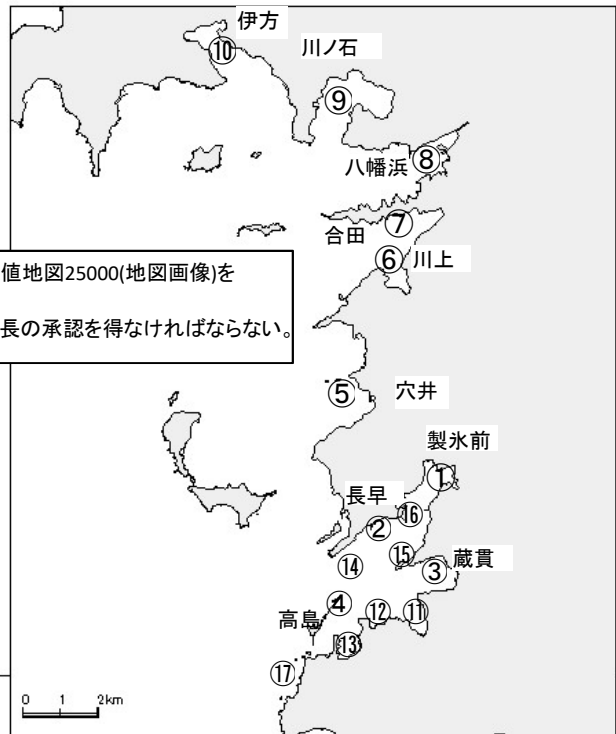 伊方
⑩
川ノ石
⑨
八幡浜
⑧
⑦
合田
⑥
川上
値地図25000(地図画像)を
長の承認を得なければならない。
⑤
穴井
製氷前
①
長早
⑯
②
⑮
蔵貫
③
⑭
④
⑫
⑪
高島
⑬
⑰
0 1 2km